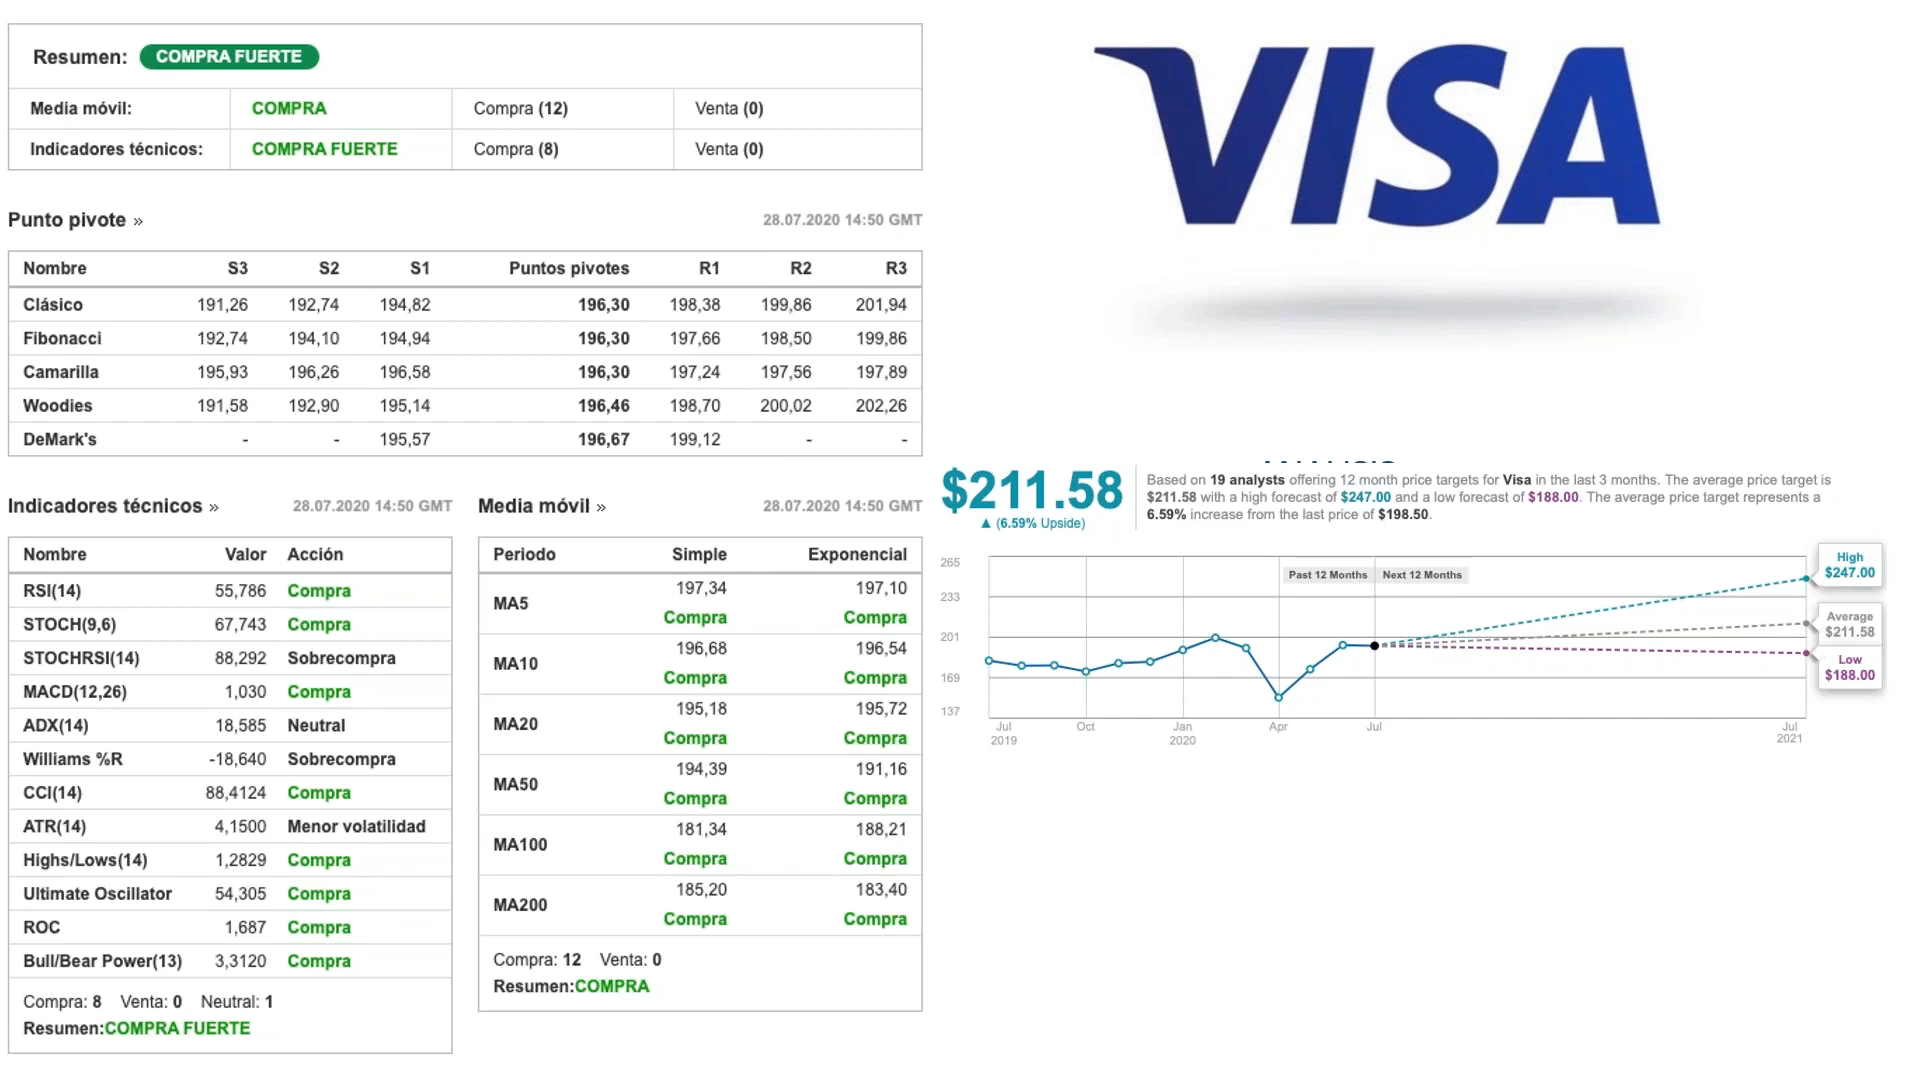 Resumen: COMPRA FUERTE
Media móvil: COMPRA Compra (12) Venta (0)
Indicadores técnicos: COMPRA FUERTE Compra (8) Venta (0)
Punto pivote » 28.07.2020 14:50 GMT
Nombre S3 S2 S1 Puntos pivotes R1 R2 R3
Clásico 191,26 192,74 194,82 196,30 198,38 199,86 201,94
Fibonacci 192,74 194,10 194,94 196,30 197,66 198,50 199,86
Camarilla 195,93 196,26 196,58 196,30 197,24 197,56 197,89
Woodies 191,58 192,90 195,14 196,46 198,70 200,02 202,26
DeMark's - - 195,57 196,67 199,12 - -
Indicadores técnicos » 28.07.2020 14:50 GMT
Nombre Valor Acción
RSI(14) 55,786 Compra
STOCH(9,6) 67,743 Compra
STOCHRSI(14) 88,292 Sobrecompra
MACD(12,26) 1,030 Compra
ADX(14) 18,585 Neutral
Williams %R -18,640 Sobrecompra
CCI(14) 88,4124 Compra
ATR(14) 4,1500 Menor volatilidad
Highs/Lows(14) 1,2829 Compra
Ultimate Oscillator 54,305 Compra
ROC 1,687 Compra
Bull/Bear Power(13) 3,3120 Compra
Compra: 8 Venta: 0 Neutral: 1
Resumen:COMPRA FUERTE
Media móvil » 28.07.2020 14:50 GMT
Periodo Simple Exponencial
MA5 197,34 197,10
Compra Compra
MA10 196,68 196,54
Compra Compra
MA20 195,18 195,72
Compra Compra
MA50 194,39 191,16
Compra Compra
MA100 181,34 188,21
Compra Compra
MA200 185,20 183,40
Compra Compra
Compra: 12 Venta: 0
Resumen:COMPRA
VISA
$211.58
▲ (6.59% Upside)
Based on 19 analysts offering 12 month price targets for Visa in the last 3 months. The average price target is
$211.58 with a high forecast of $247.00 and a low forecast of $188.00. The average price target represents a
6.59% increase from the last price of $198.50.
265
233
201
169
137
Past 12 Months Next 12 Months
High
$247.00
Average
$211.58
Low
$188.00
Jul Oct Jan Apr Jul Jul
2019 2020 2021